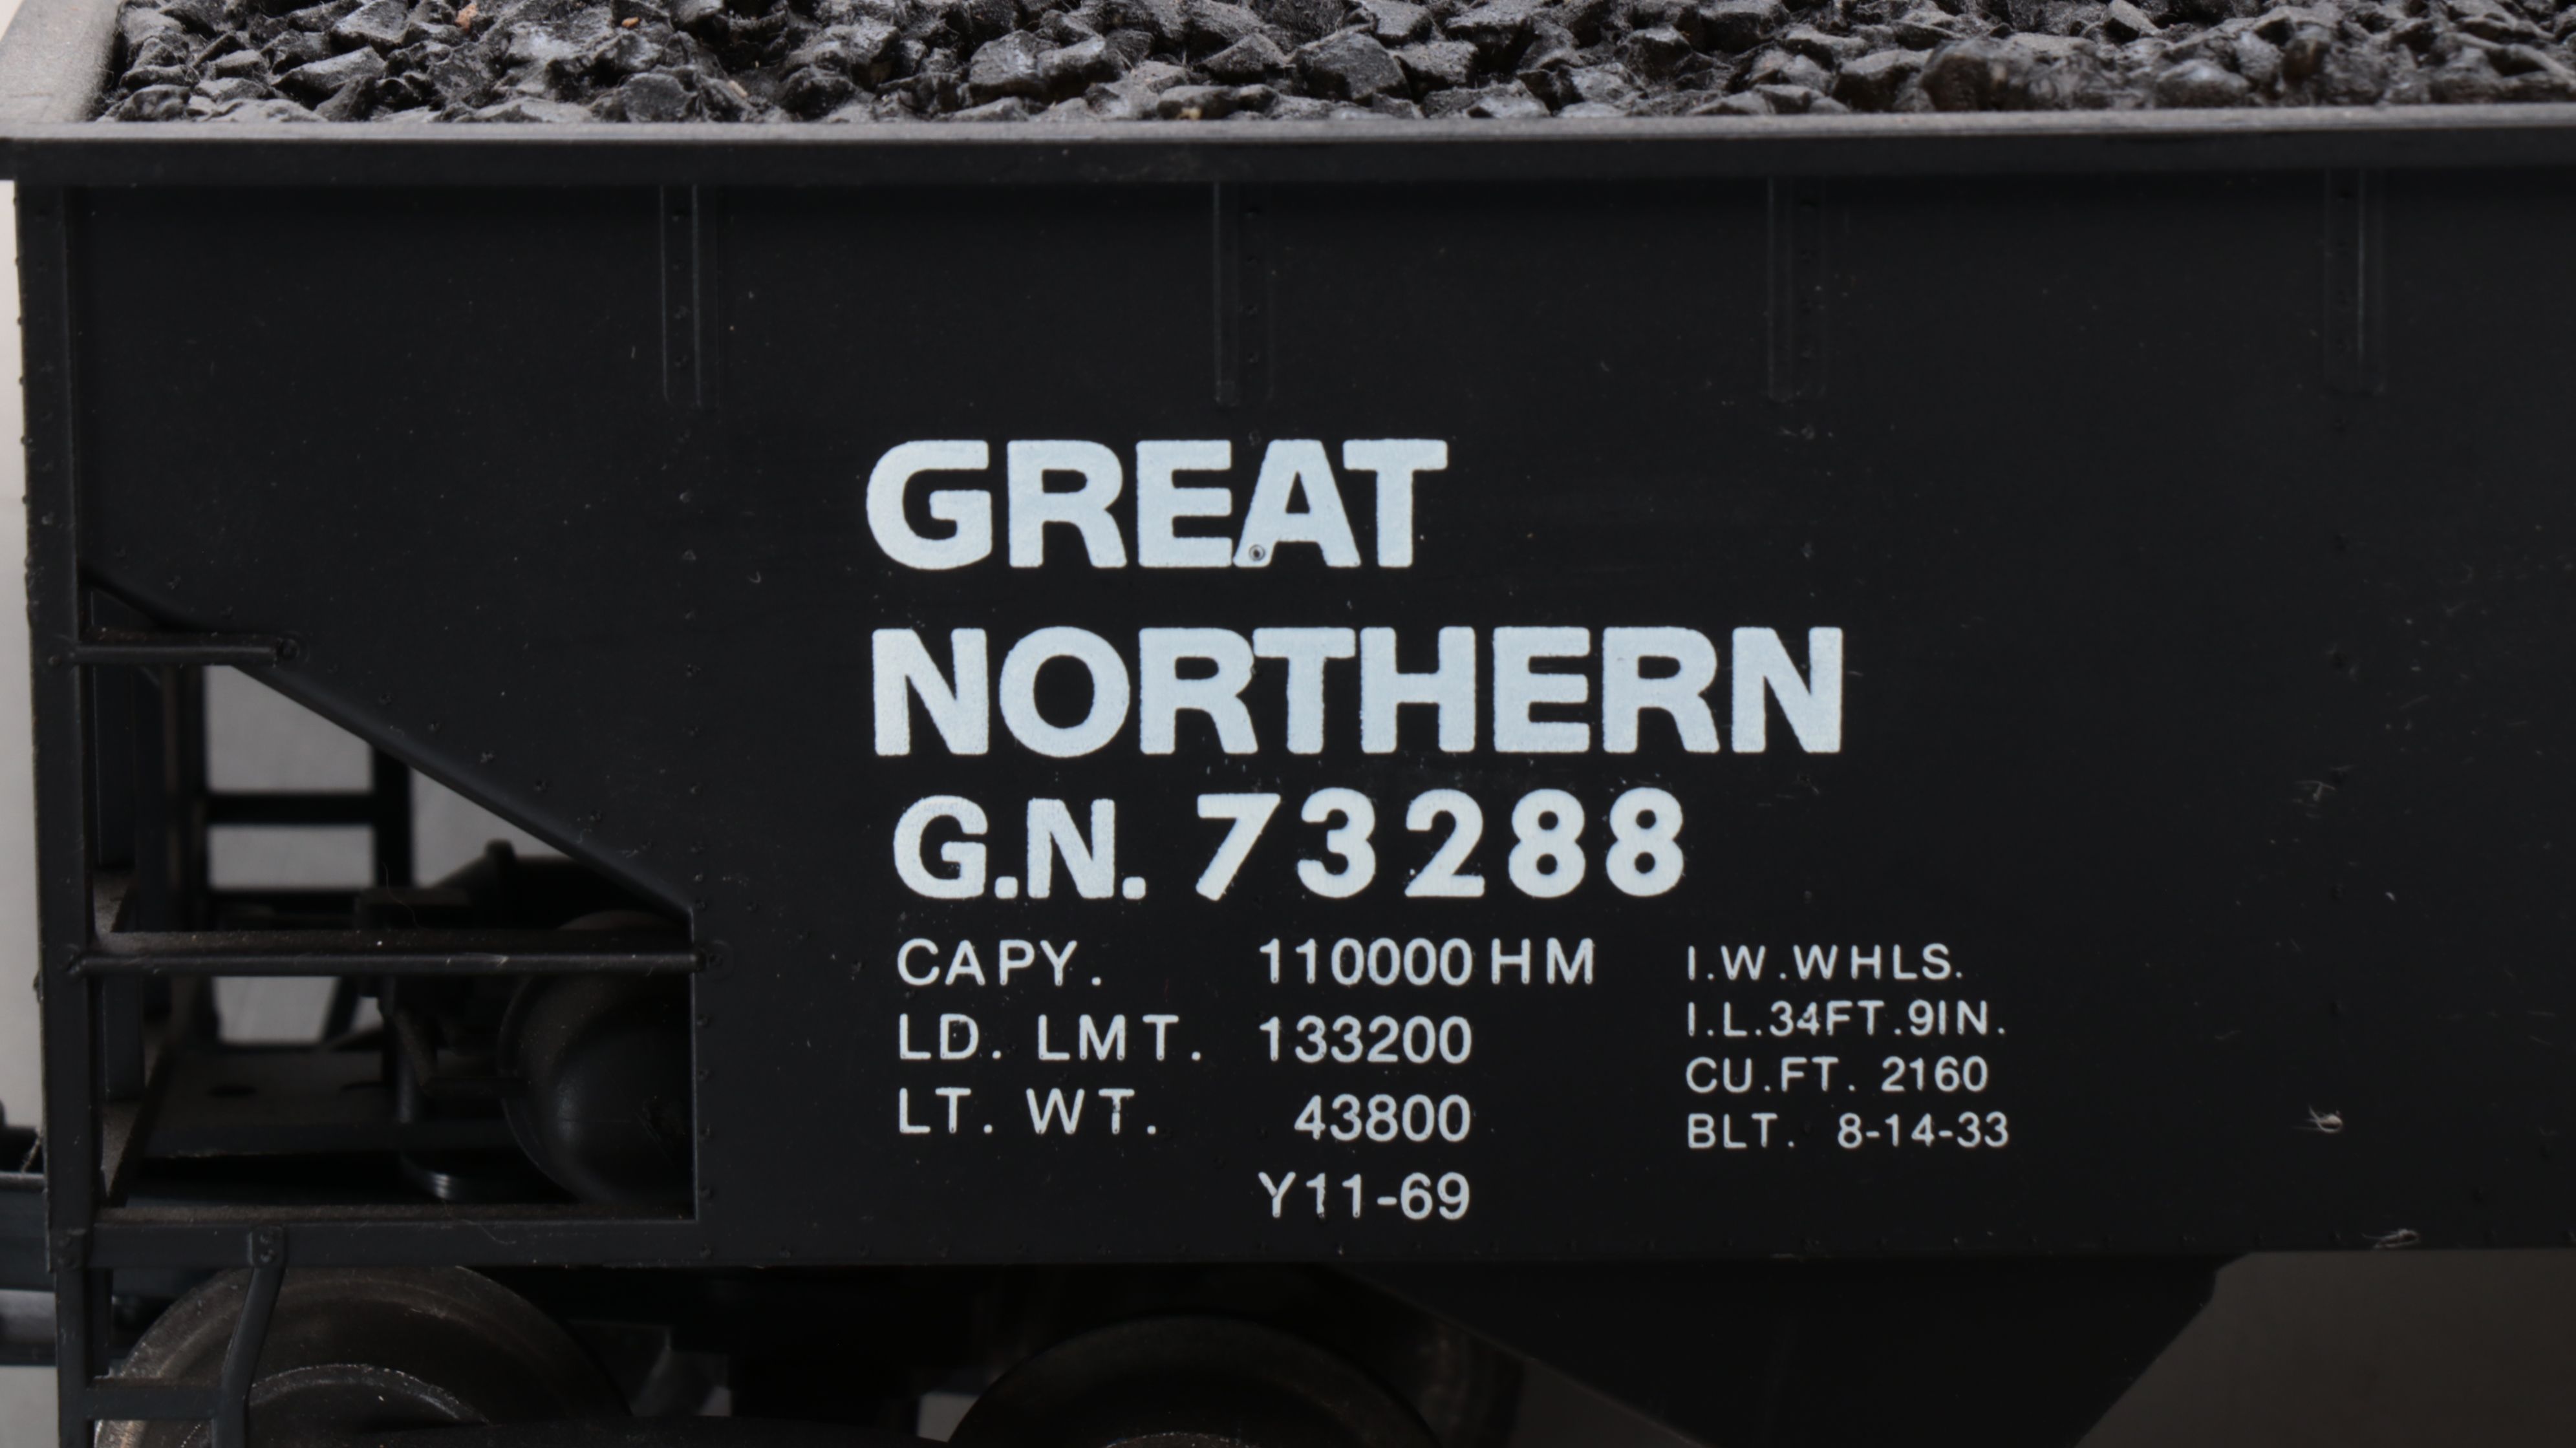 GREAT
NORTHERN
G.N. 73288
CAPY. 110000 HM
LD. LMT. 133200
LT. WT. 43800
Y11-69
I.W.WHLS.
I.L.34FT.9IN.
CU.FT. 2160
BLT. 8-14-33